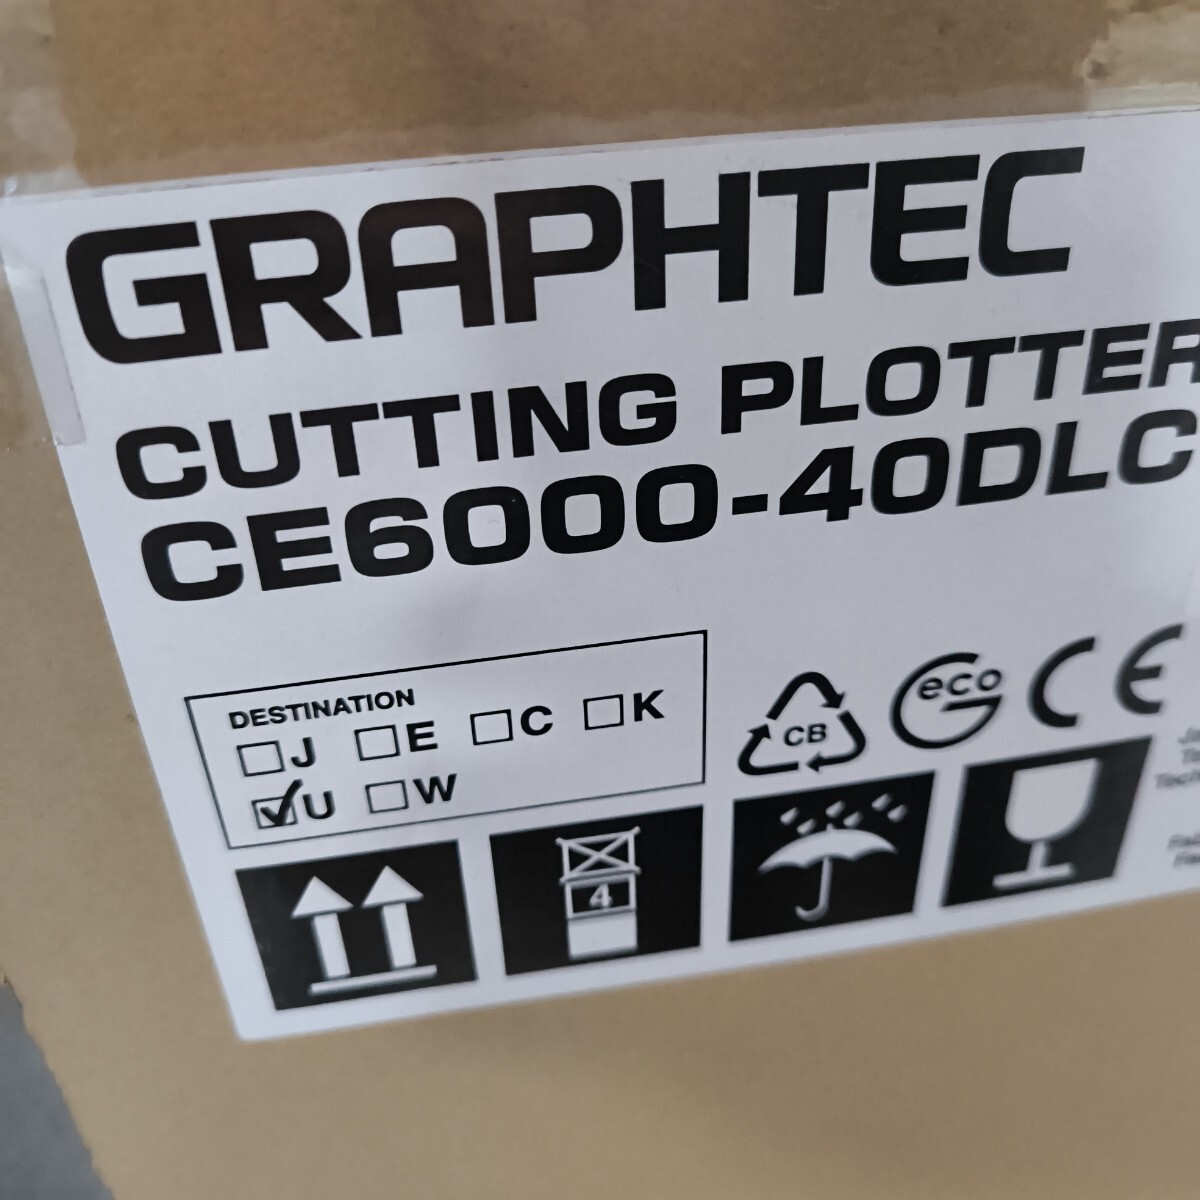 GRAPHTEC
CUTTING PLOTTER
CE6000-40DLC
DESTINATION
J E C K
U W
CB
eco
CE
4